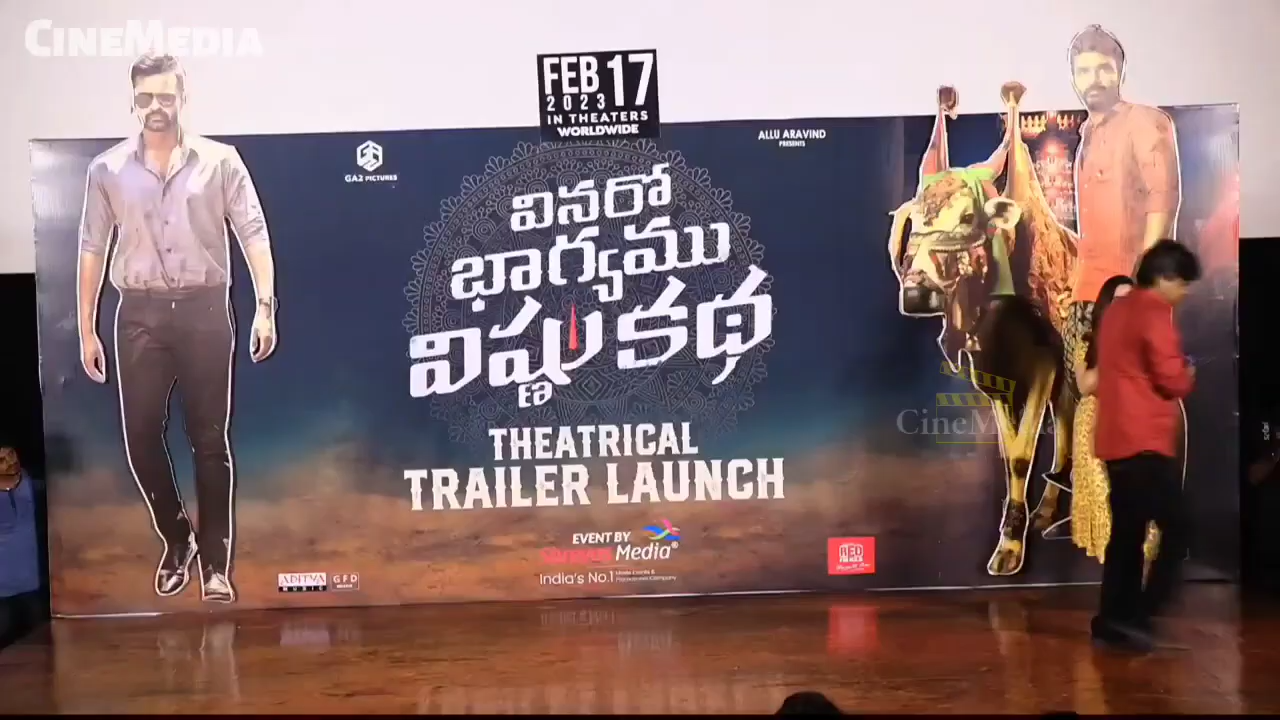 CINEMEDIA
FEB 17
2023
IN THEATERS
WORLDWIDE
ALLU ARAVIND
PRESENTS
GA2 PICTURES
వినరో
భాగ్యము
విష్ణు కథ
THEATRICAL
TRAILER LAUNCH
CineMedia
EVENT BY
Media®
India's No.1
ADITYA
MUSIC
GFD
RED